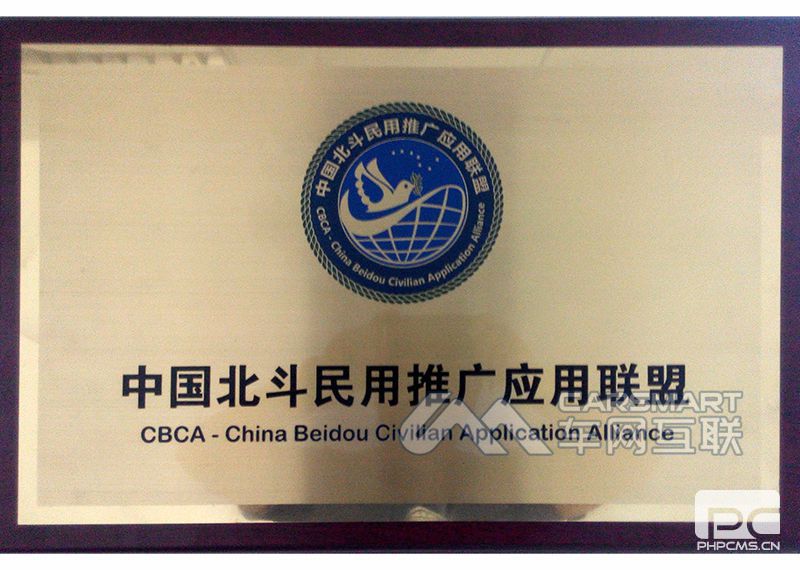 中国北斗民用推广应用联盟
CBCA - China Beidou Civilian Application Alliance
中国北斗民用推广应用联盟
CBCA - China Beidou Civilian Application Alliance
CARSMART
车网互联
PC
PHPCMS.CN